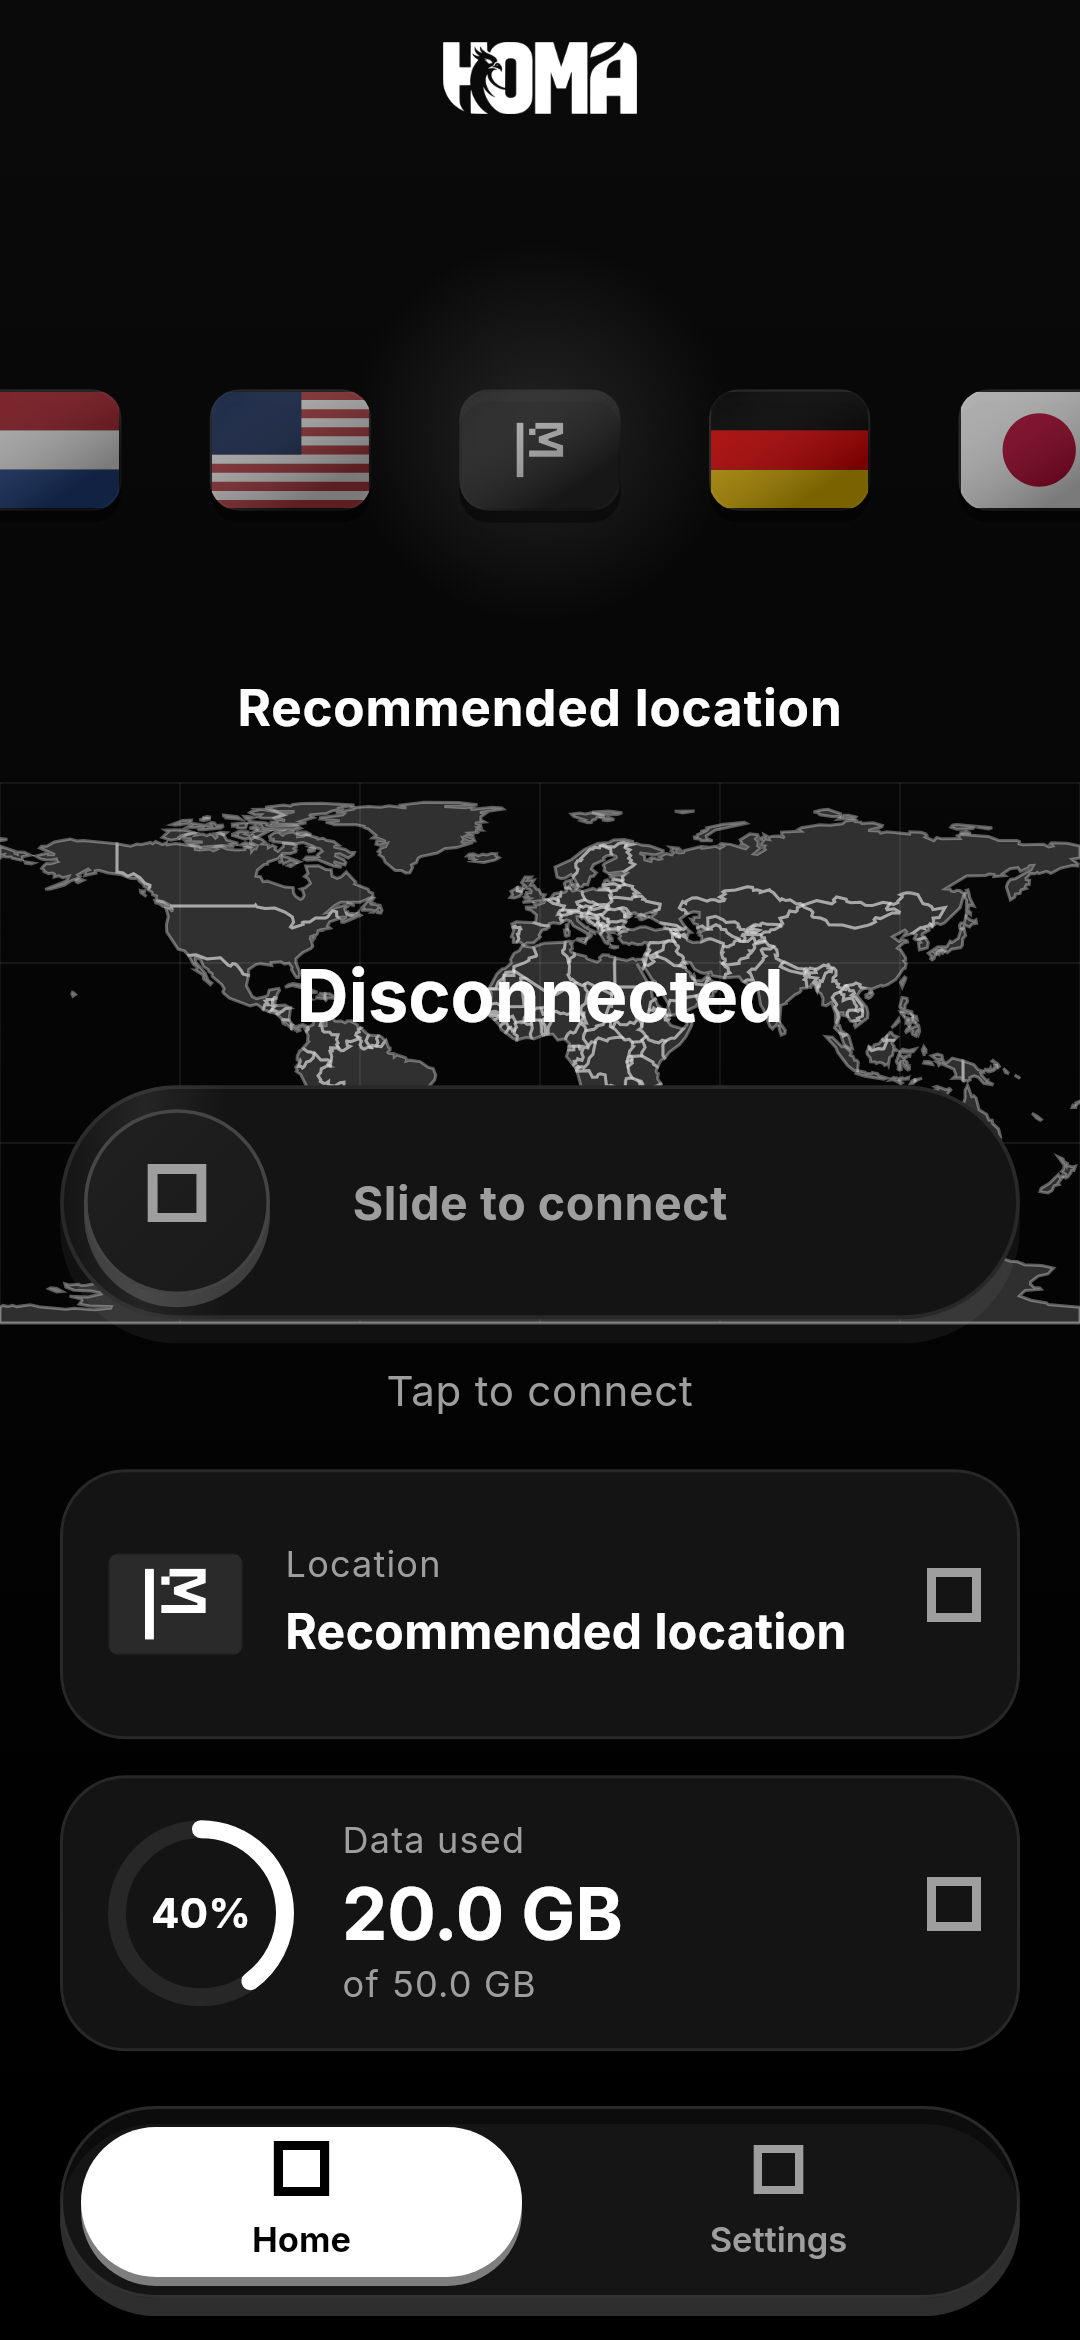 HOMA
Recommended location
Disconnected
Slide to connect
Tap to connect
Location
Recommended location
40%
Data used
20.0 GB
of 50.0 GB
Home
Settings